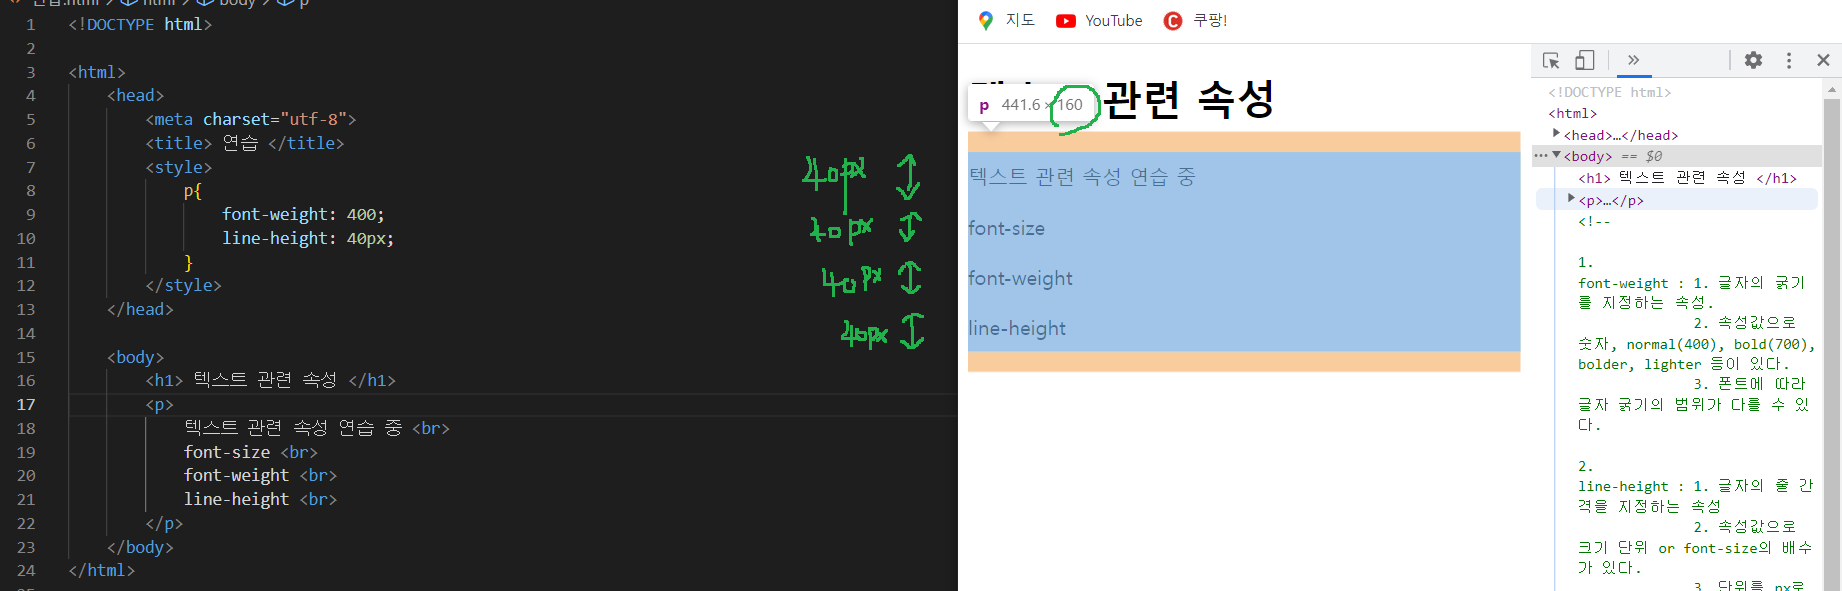 html
body
p
1 <!DOCTYPE html>
2
3 <html>
4 <head>
5 <meta charset="utf-8">
6 <title> 연습 </title>
7 <style>
8 p{
9 font-weight: 400;
10 line-height: 40px;
11 }
12 </style>
13 </head>
14
15 <body>
16 <h1> 텍스트 관련 속성 </h1>
17 <p>
18 텍스트 관련 속성 연습 중 <br>
19 font-size <br>
20 font-weight <br>
21 line-height <br>
22 </p>
23 </body>
24 </html>
40px
40px
40px
40px
지도 YouTube 쿠팡!
관련 속성
p 441.6 × 160
텍스트 관련 속성 연습 중
font-size
font-weight
line-height
<!DOCTYPE html>
<html>
<head>…</head>
<body> == $0
<h1> 텍스트 관련 속성 </h1>
<p>…</p>
<!--
1.
font-weight : 1. 글자의 굵기
를 지정하는 속성.
2. 속성값으로
숫자, normal(400), bold(700),
bolder, lighter 등이 있다.
3. 폰트에 따라
글자 굵기의 범위가 다를 수 있
다.
2.
line-height : 1. 글자의 줄 간
격을 지정하는 속성
2. 속성값으로
크기 단위 or font-size의 배수
가 있다.
3. 단위를 px로